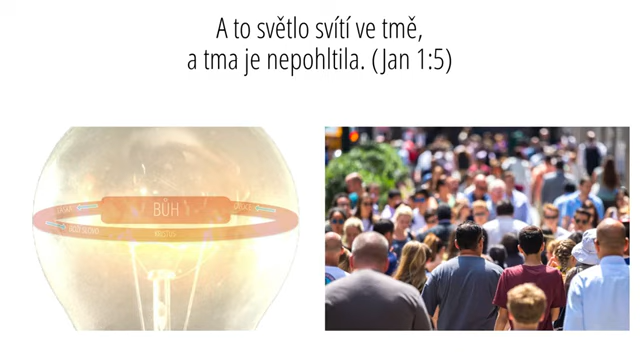 A to světlo svítí ve tmě,
a tma je nepohltila. (Jan 1:5)
BŮH